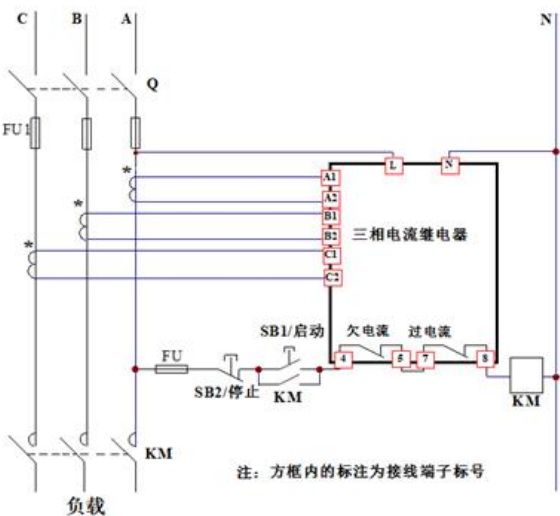 C B A N
Q
FU1
L N
A1
A2
B1
B2
C1
C2
* * *
三相电流继电器
SB1/启动
欠电流 过电流
4 5 7 8
FU
SB2/停止
KM
KM
KM
注：方框内的标注为接线端子标号
负载